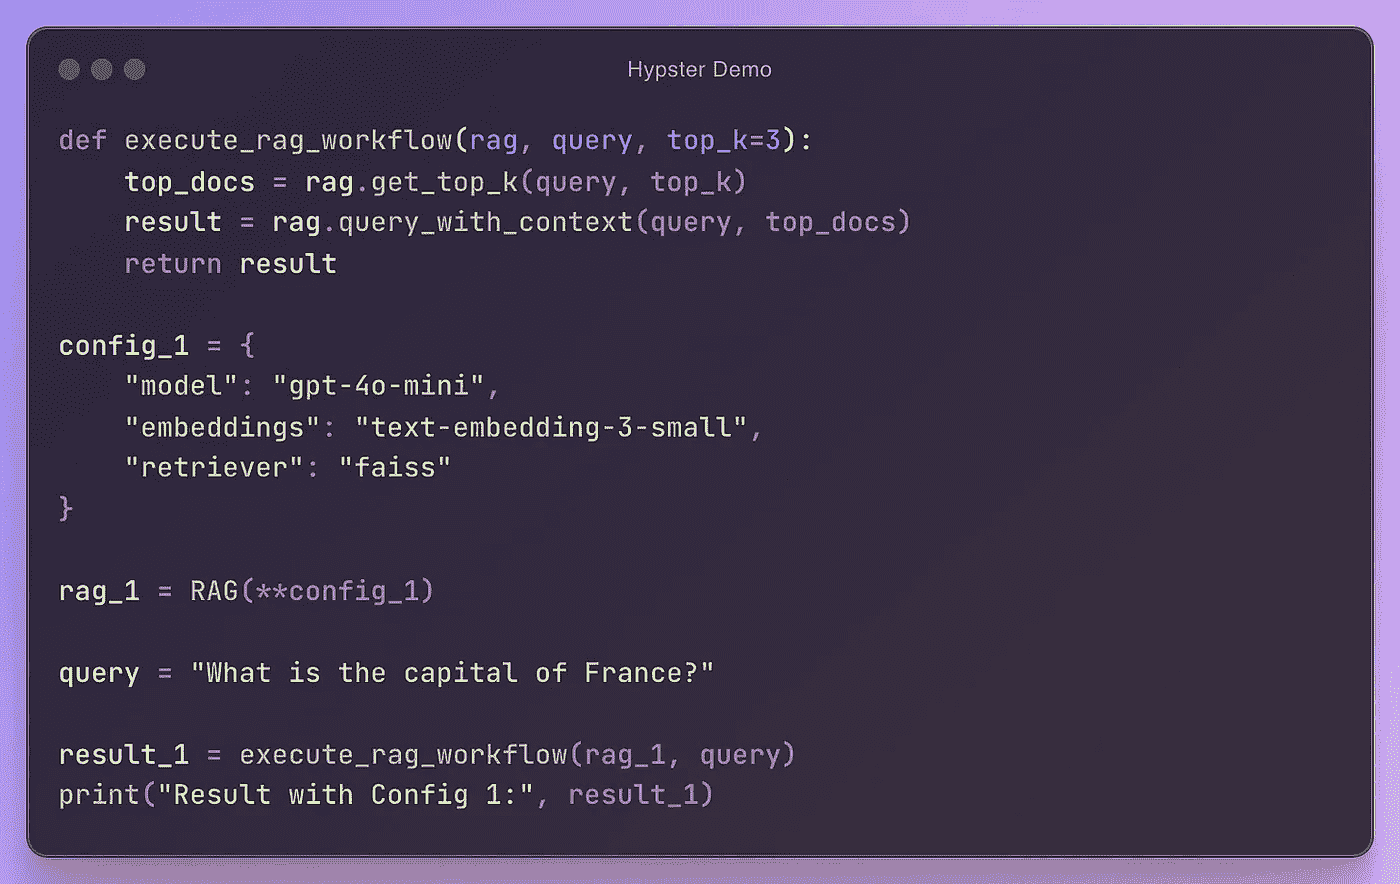 Hypster Demo
def execute_rag_workflow(rag, query, top_k=3):
    top_docs = rag.get_top_k(query, top_k)
    result = rag.query_with_context(query, top_docs)
    return result
config_1 = {
    "model": "gpt-4o-mini",
    "embeddings": "text-embedding-3-small",
    "retriever": "faiss"
}
rag_1 = RAG(**config_1)
query = "What is the capital of France?"
result_1 = execute_rag_workflow(rag_1, query)
print("Result with Config 1:", result_1)